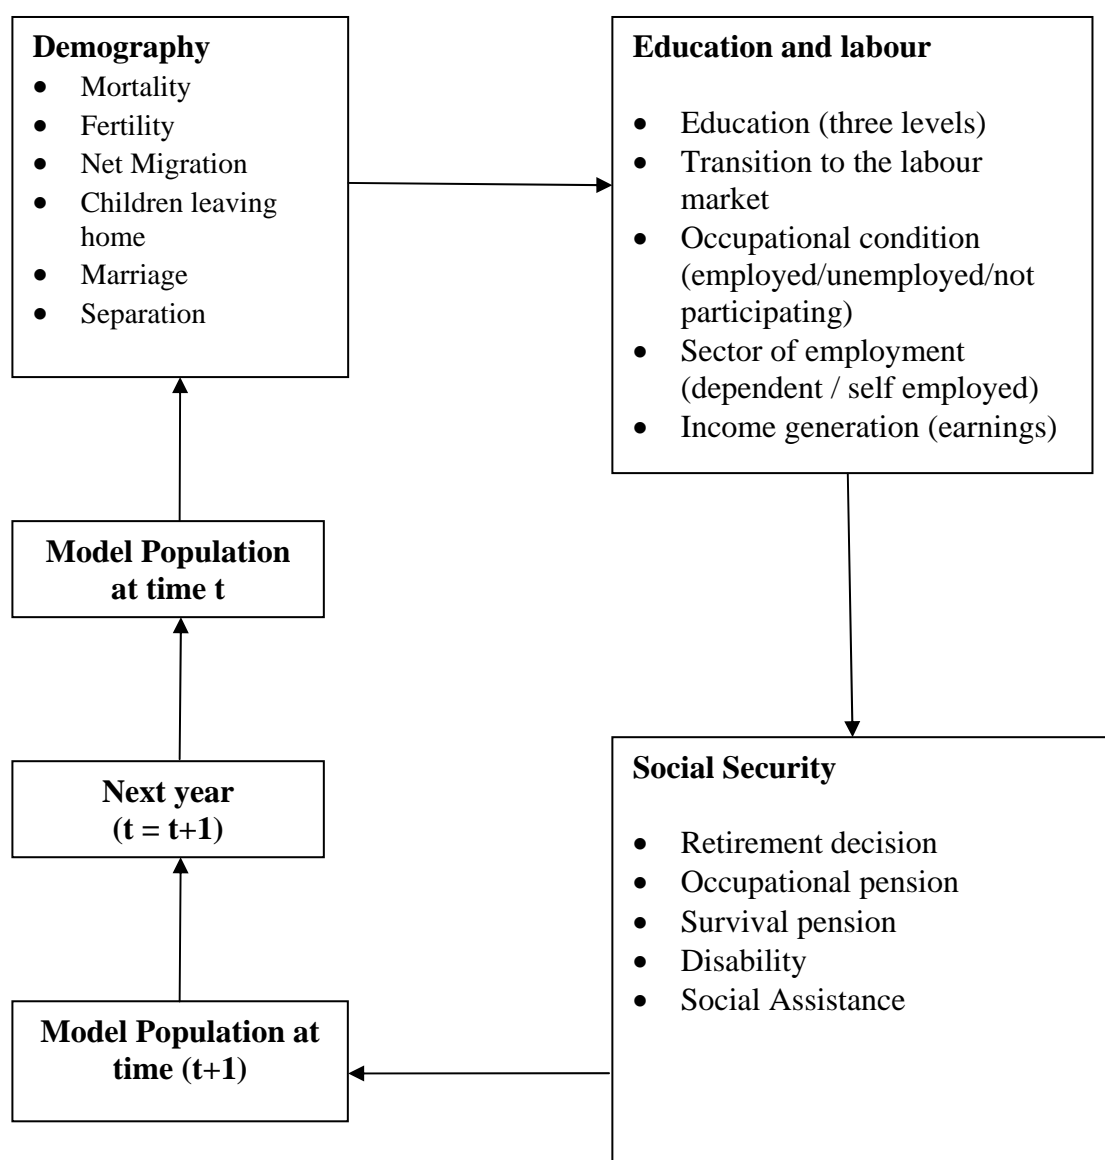 Demography
• Mortality
• Fertility
• Net Migration
• Children leaving
home
• Marriage
• Separation
Education and labour
• Education (three levels)
• Transition to the labour
market
• Occupational condition
(employed/unemployed/not
participating)
• Sector of employment
(dependent / self employed)
• Income generation (earnings)
Model Population
at time t
Next year
(t = t+1)
Social Security
• Retirement decision
• Occupational pension
• Survival pension
• Disability
• Social Assistance
Model Population at
time (t+1)